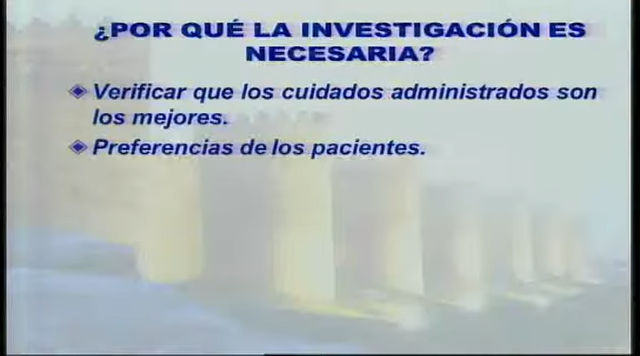 ¿POR QUÉ LA INVESTIGACIÓN ES
NECESARIA?
Verificar que los cuidados administrados son
los mejores.
Preferencias de los pacientes.